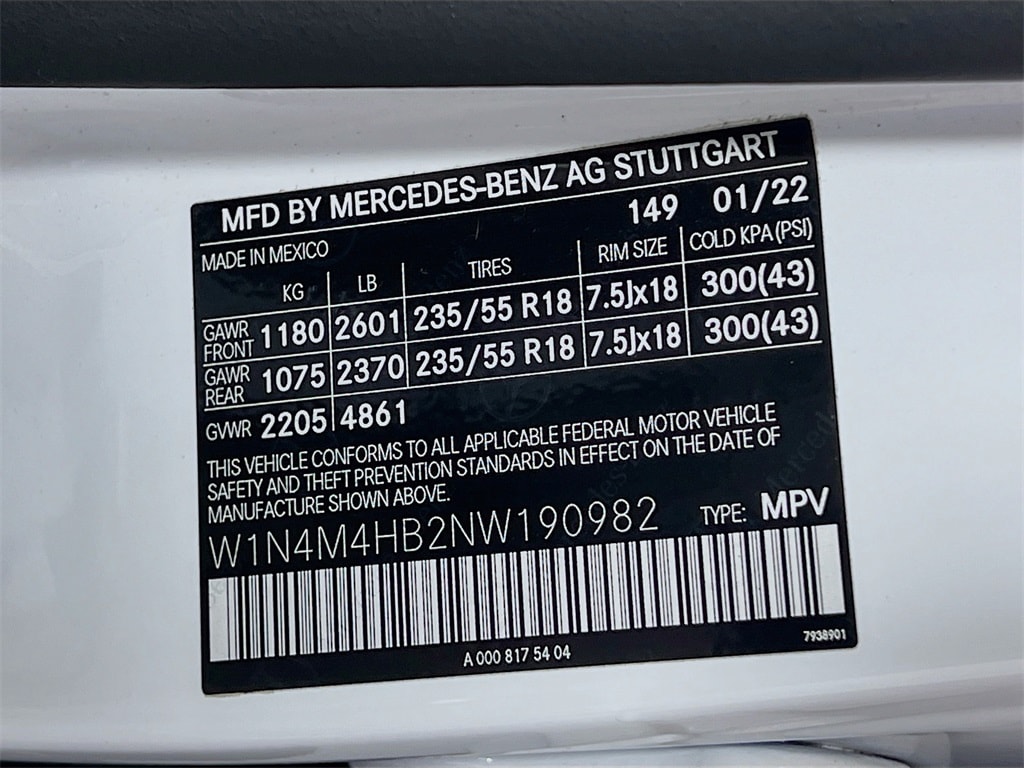 MFD BY MERCEDES-BENZ AG STUTTGART
MADE IN MEXICO 149 01/22
KG LB TIRES RIM SIZE COLD KPA (PSI)
GAWR FRONT 1180 2601 235/55 R18 7.5Jx18 300(43)
GAWR REAR 1075 2370 235/55 R18 7.5Jx18 300(43)
GVWR 2205 4861
THIS VEHICLE CONFORMS TO ALL APPLICABLE FEDERAL MOTOR VEHICLE
SAFETY AND THEFT PREVENTION STANDARDS IN EFFECT ON THE DATE OF
MANUFACTURE SHOWN ABOVE.
W1N4M4HB2NW190982 TYPE: MPV
7938901
A 000 817 54 04